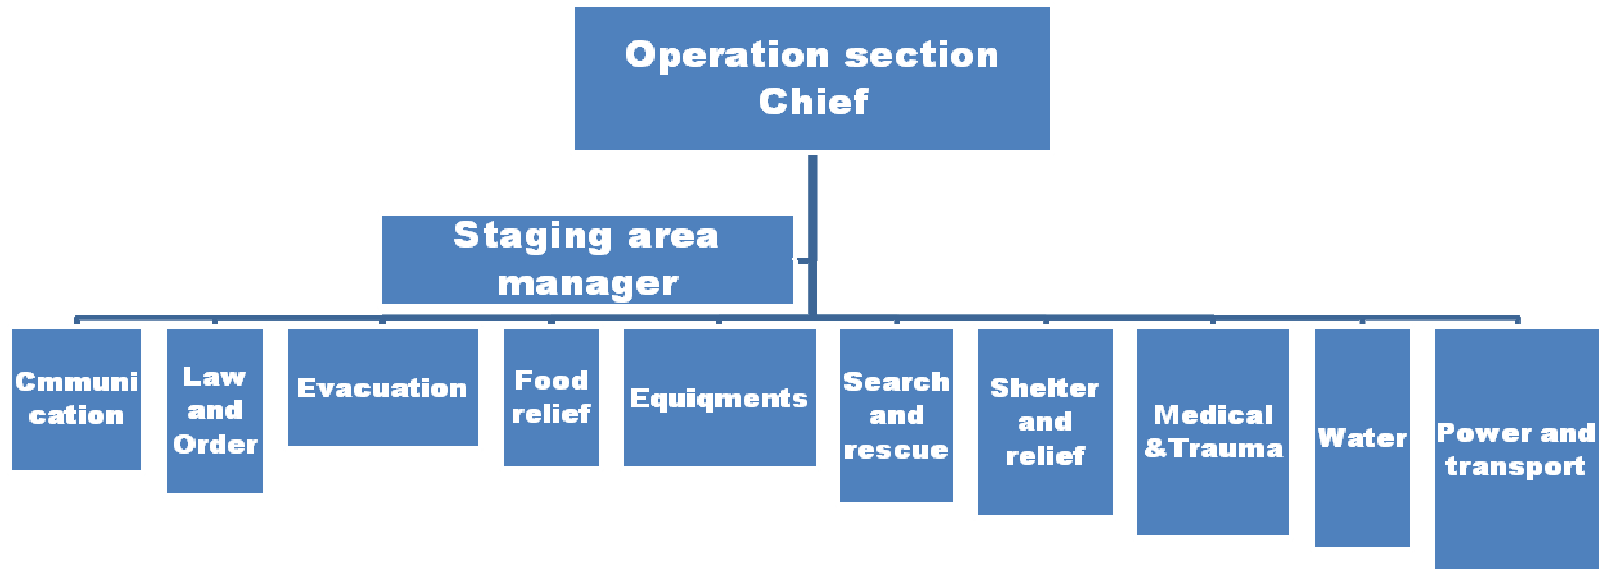 Operation section
Chief
Staging area
manager
Cmmuni
cation
Law
and
Order
Evacuation
Food
relief
Equiqments
Search
and
rescue
Shelter
and
relief
Medical
&Trauma
Water
Power and
transport